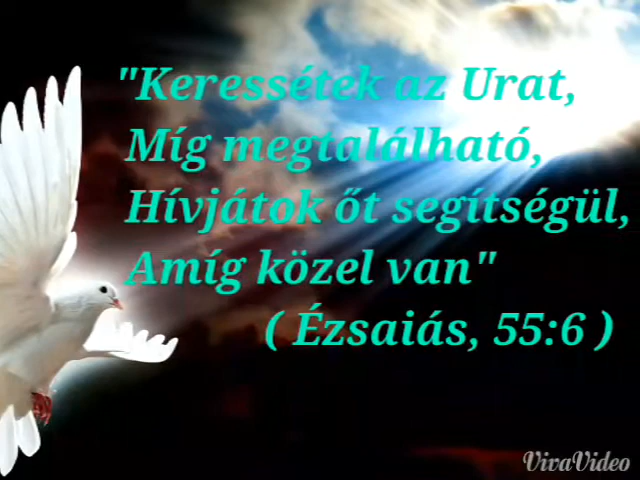 "Keressétek az Urat,
Míg megtalálható,
Hívjátok őt segítségül,
Amíg közel van"
( Ézsaiás, 55:6 )
VivaVideo